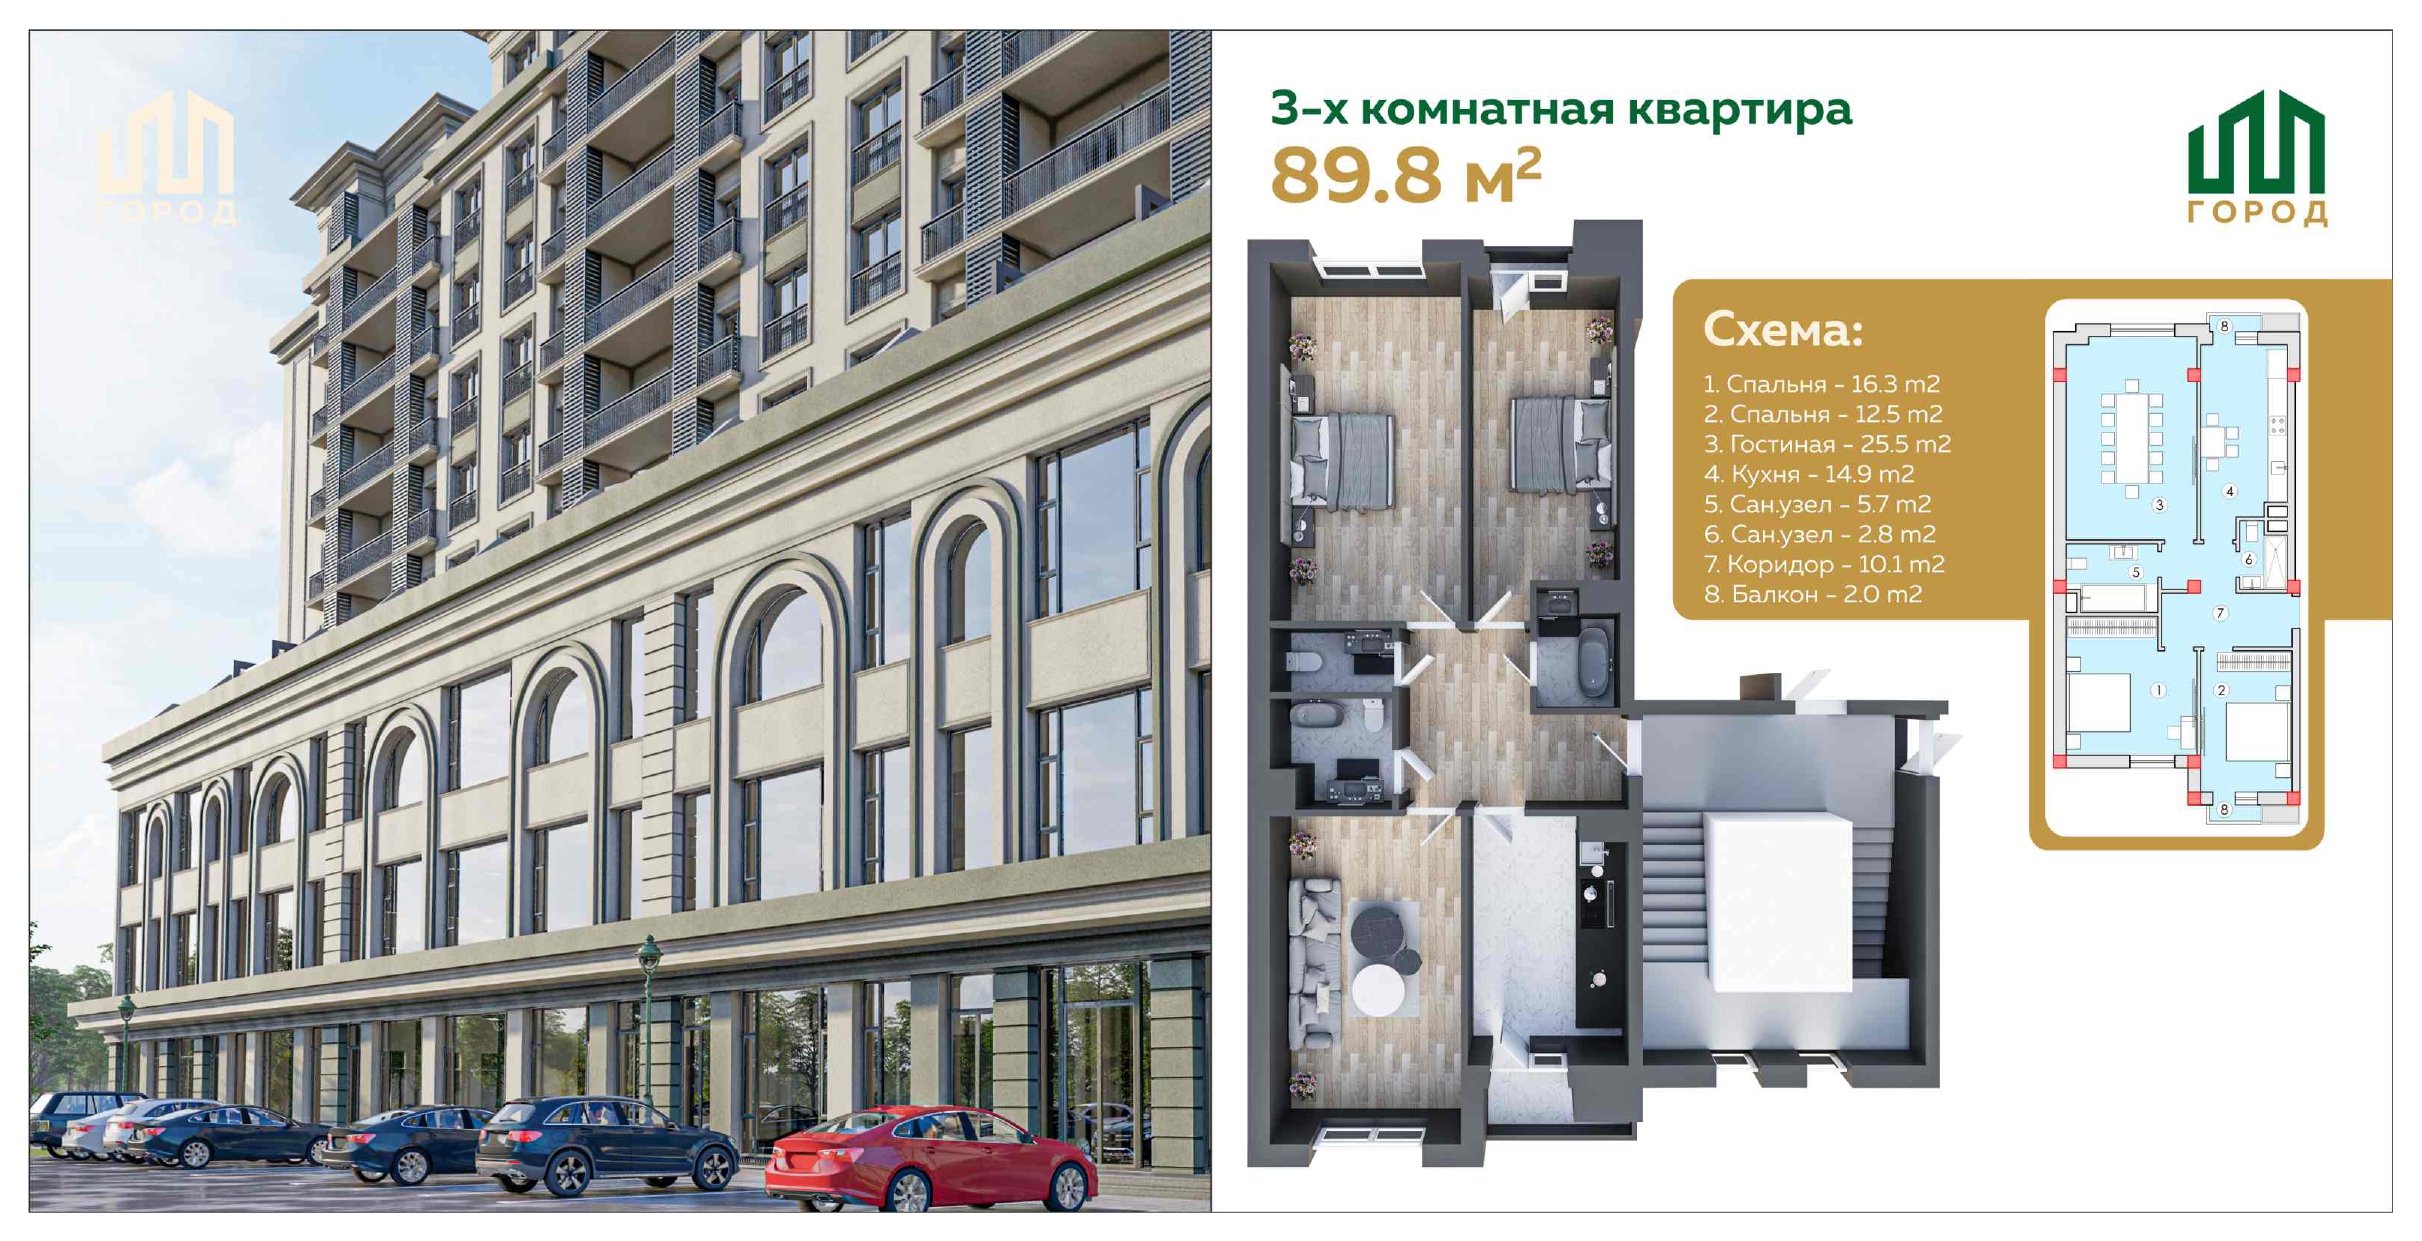 ГОРОД
3-х комнатная квартира
89.8 м²
ГОРОД
Схема:
1. Спальня - 16.3 m2
2. Спальня - 12.5 m2
3. Гостиная - 25.5 m2
4. Кухня - 14.9 m2
5. Сан.узел - 5.7 m2
6. Сан.узел - 2.8 m2
7. Коридор - 10.1 m2
8. Балкон - 2.0 m2
8
4
3
6
5
7
1
2
8